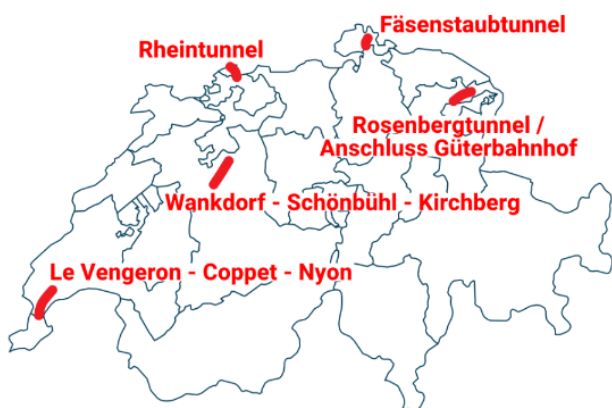 Fäsenstaubtunnel
Rheintunnel
Rosenbergtunnel /
Anschluss Güterbahnhof
Wankdorf - Schönbühl - Kirchberg
Le Vengeron - Coppet - Nyon